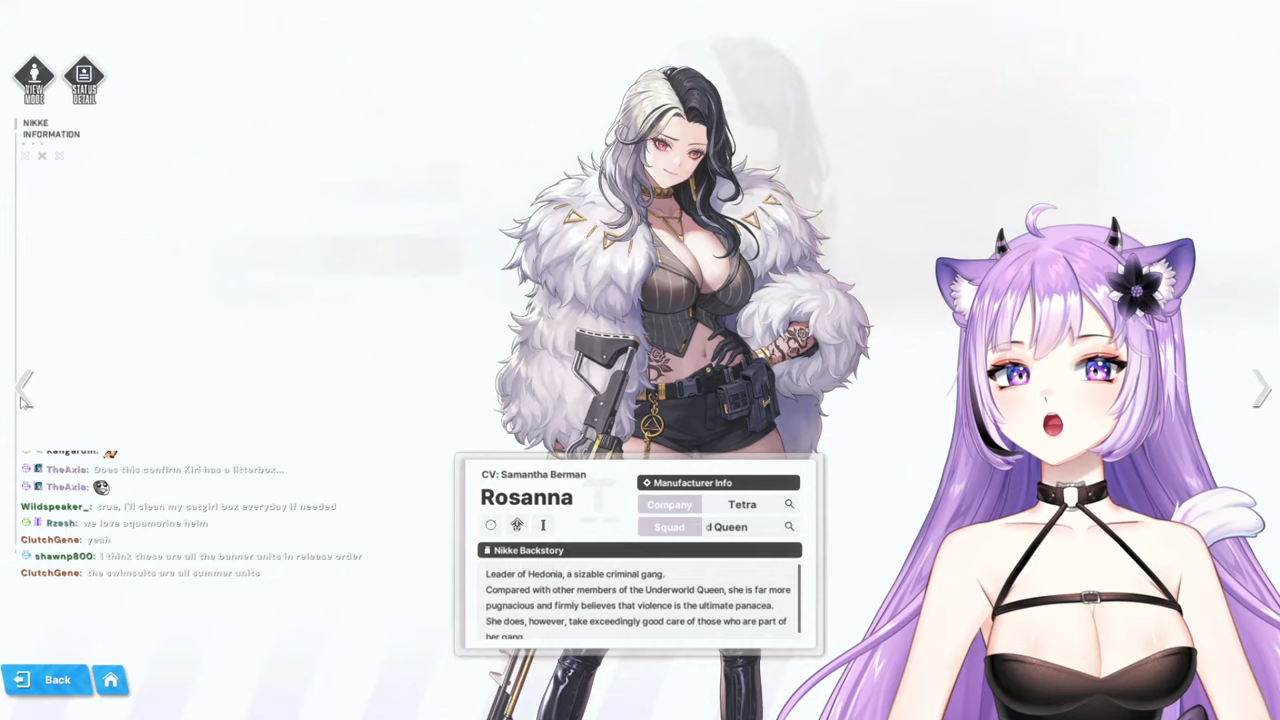 VIEW
MODE
STATUS
DETAIL
NIKKE
INFORMATION
CV: Samantha Berman
Rosanna
Manufacturer Info
Company Tetra
Squad d Queen
Nikke Backstory
Leader of Hedonia, a sizable criminal gang.
Compared with other members of the Underworld Queen, she is far more
pugnacious and firmly believes that violence is the ultimate panacea.
She does, however, take exceedingly good care of those who are part of
her gang.
TheAxia: Does this confirm Kiri has a litterbox...
TheAxia:
Wildspeaker_: true, i'll clean my catgirl box everyday if needed
Rzesh: we love aquamarine helm
ClutchGene: yeah
shawnp800: I think these are all the banner units in release order
ClutchGene: the swimsuits are all summer units
Back